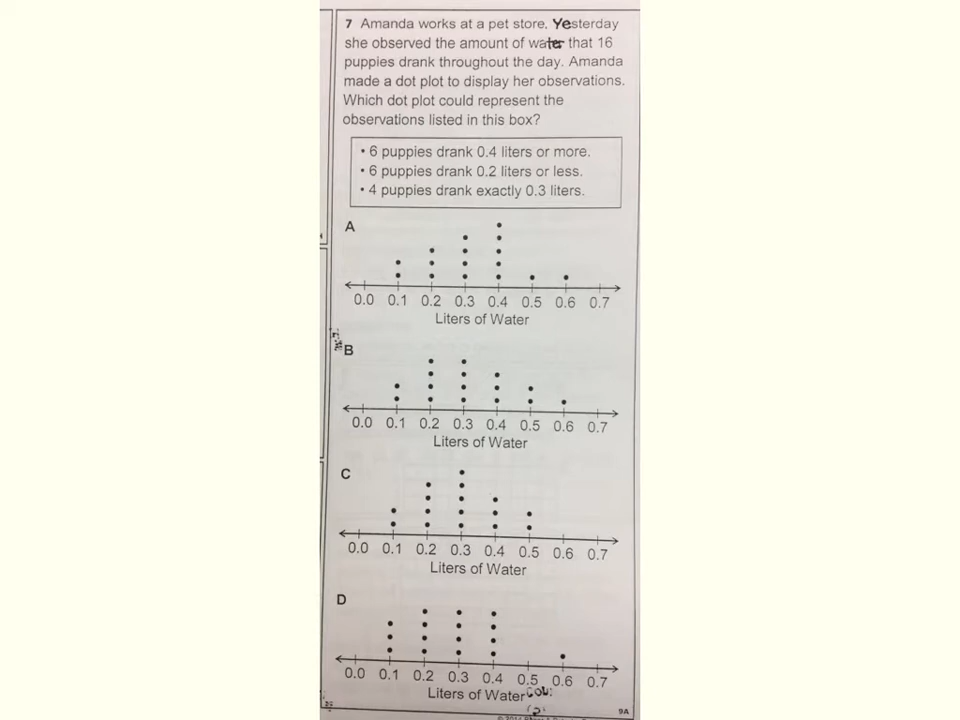 7 Amanda works at a pet store. Yesterday
she observed the amount of water that 16
puppies drank throughout the day. Amanda
made a dot plot to display her observations.
Which dot plot could represent the
observations listed in this box?
• 6 puppies drank 0.4 liters or more.
• 6 puppies drank 0.2 liters or less.
• 4 puppies drank exactly 0.3 liters.
A
0.0 0.1 0.2 0.3 0.4 0.5 0.6 0.7
Liters of Water
B
0.0 0.1 0.2 0.3 0.4 0.5 0.6 0.7
Liters of Water
C
0.0 0.1 0.2 0.3 0.4 0.5 0.6 0.7
Liters of Water
D
0.0 0.1 0.2 0.3 0.4 0.5 0.6 0.7
Liters of Water
9A